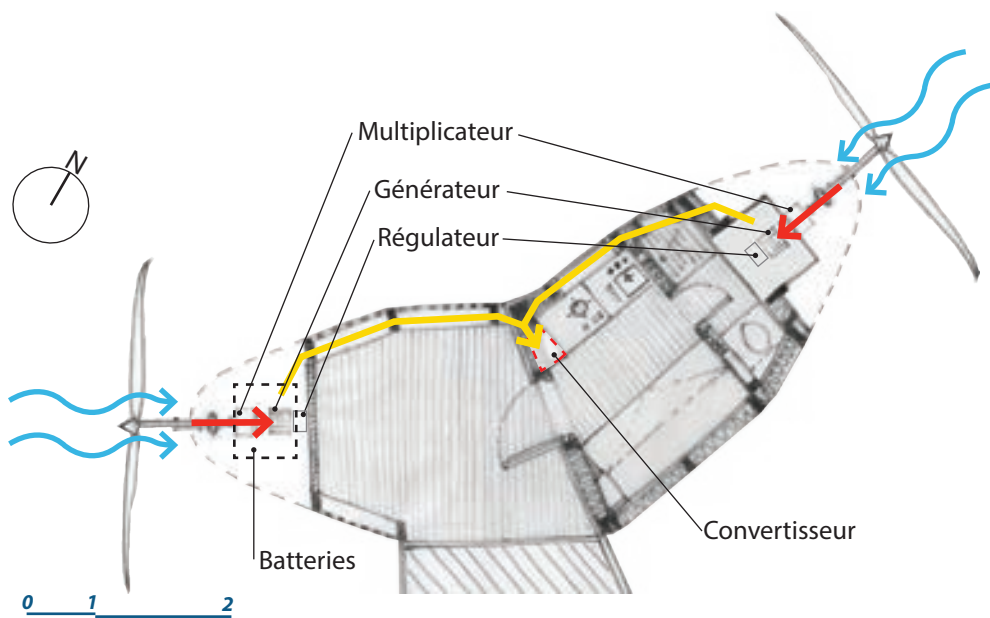 Multiplicateur
N
Générateur
Régulateur
Convertisseur
Batteries
0 1 2